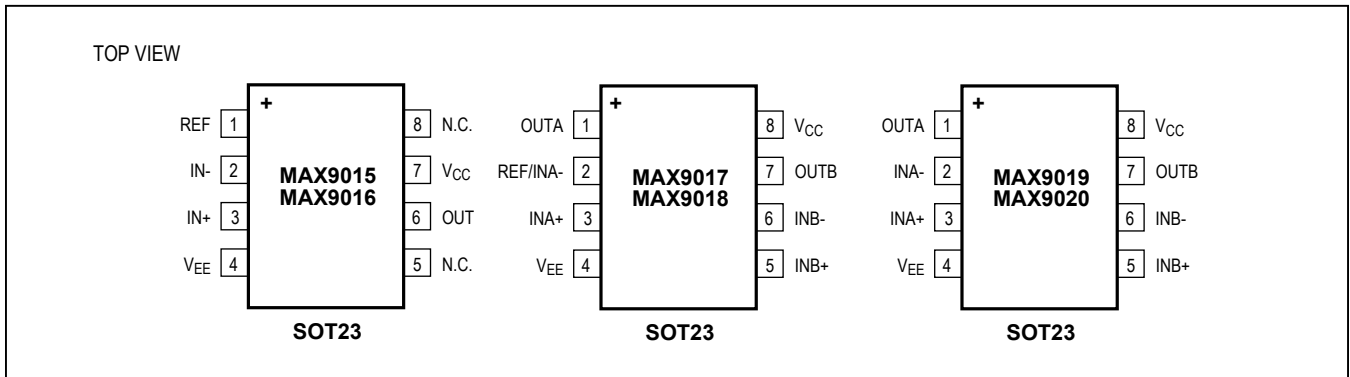 TOP VIEW
+
REF 1
8 N.C.
IN- 2
7 VCC
IN+ 3
6 OUT
VEE 4
5 N.C.
MAX9015
MAX9016
SOT23
+
OUTA 1
8 VCC
REF/INA- 2
7 OUTB
INA+ 3
6 INB-
VEE 4
5 INB+
MAX9017
MAX9018
SOT23
+
OUTA 1
8 VCC
INA- 2
7 OUTB
INA+ 3
6 INB-
VEE 4
5 INB+
MAX9019
MAX9020
SOT23